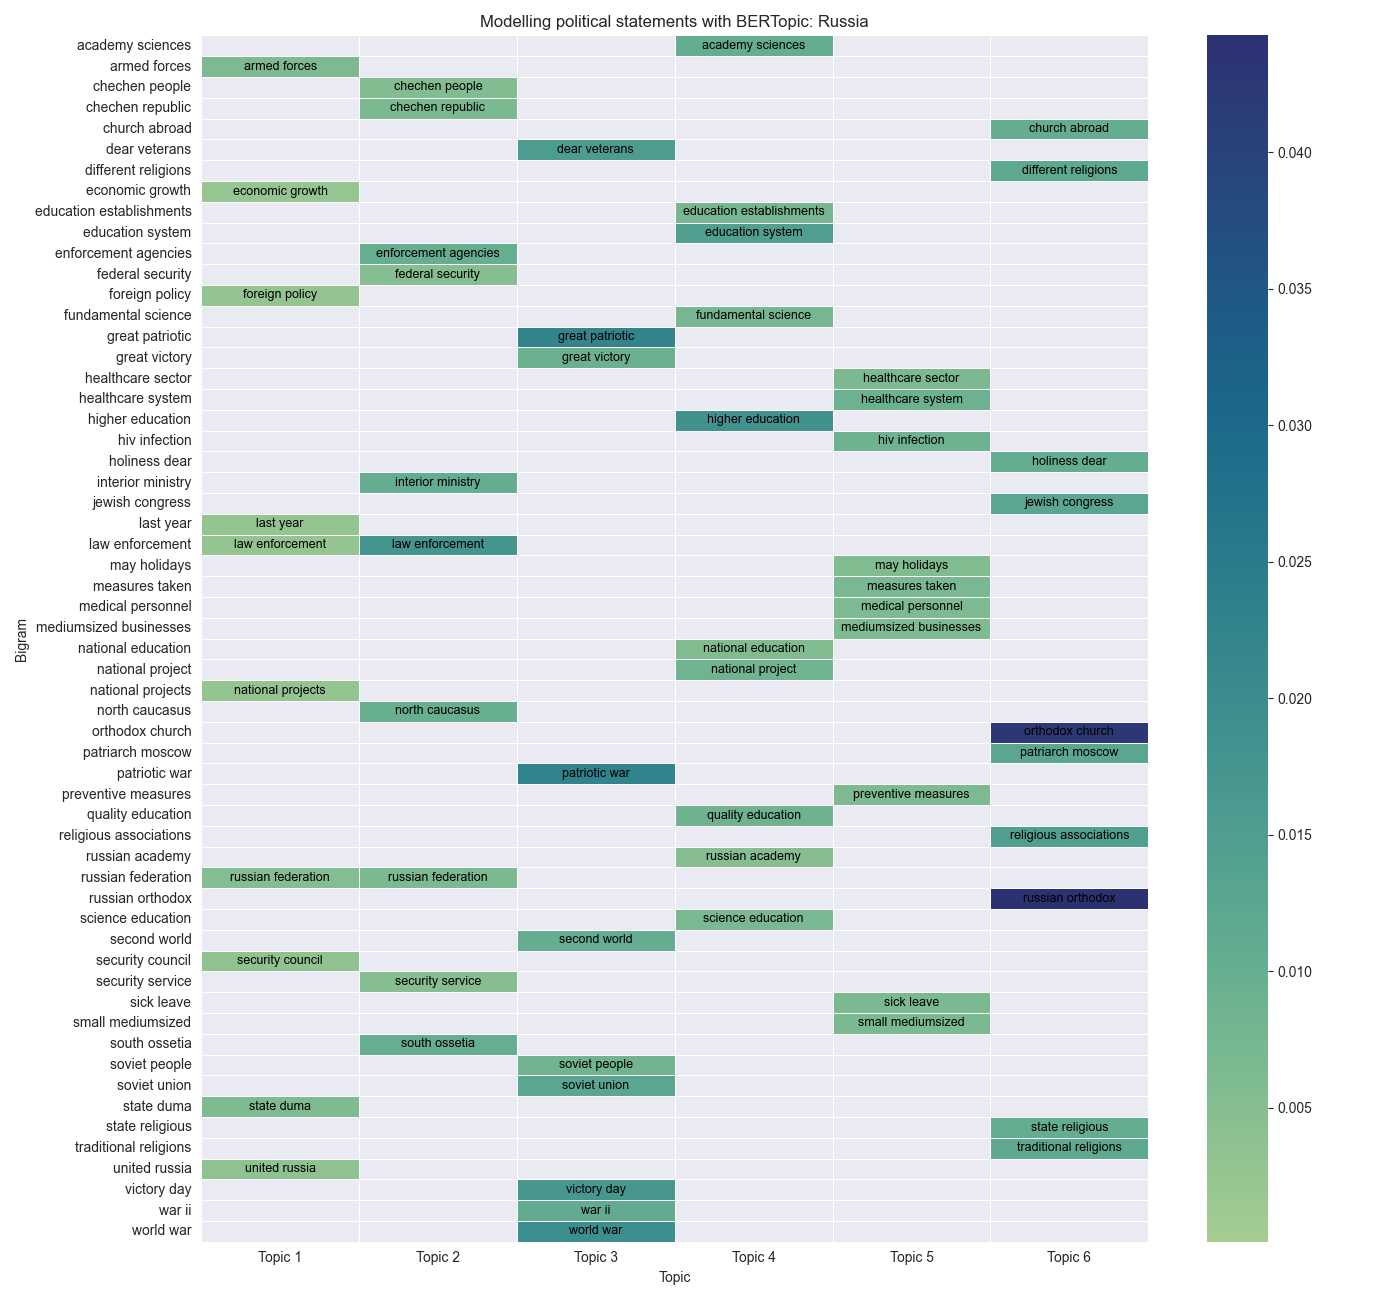 Modelling political statements with BERTopic: Russia
academy sciences academy sciences
armed forces armed forces
chechen people chechen people
chechen republic chechen republic
church abroad church abroad
dear veterans dear veterans
different religions different religions
economic growth economic growth
education establishments education establishments
education system education system
enforcement agencies enforcement agencies
federal security federal security
foreign policy foreign policy
fundamental science fundamental science
great patriotic great patriotic
great victory great victory
healthcare sector healthcare sector
healthcare system healthcare system
higher education higher education
hiv infection hiv infection
holiness dear holiness dear
interior ministry interior ministry
jewish congress jewish congress
last year last year
law enforcement law enforcement law enforcement
may holidays may holidays
measures taken measures taken
medical personnel medical personnel
mediumsized businesses mediumsized businesses
national education national education
national project national project
national projects national projects
north caucasus north caucasus
orthodox church orthodox church
patriarch moscow patriarch moscow
patriotic war patriotic war
preventive measures preventive measures
quality education quality education
religious associations religious associations
russian academy russian academy
russian federation russian federation russian federation
russian orthodox russian orthodox
science education science education
second world second world
security council security council
security service security service
sick leave sick leave
small mediumsized small mediumsized
south ossetia south ossetia
soviet people soviet people
soviet union soviet union
state duma state duma
state religious state religious
traditional religions traditional religions
united russia united russia
victory day victory day
war ii war ii
world war world war
Bigram
Topic 1 Topic 2 Topic 3 Topic 4 Topic 5 Topic 6
Topic
0.040
0.035
0.030
0.025
0.020
0.015
0.010
0.005